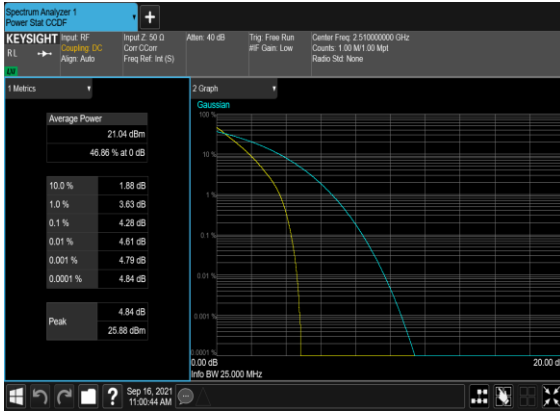 Spectrum Analyzer 1
Power Stat CCDF
+
KEYSIGHT
RL
Input: RF
Coupling: DC
Align: Auto
Input Z: 50 Ω
Corr CCorr
Freq Ref: Int (S)
Atten: 40 dB
Trig: Free Run
#IF Gain: Low
Center Freq: 2.510000000 GHz
Counts: 1.00 M/1.00 Mpt
Radio Std: None
1 Metrics
Average Power
21.04 dBm
46.86 % at 0 dB
10.0 % 1.88 dB
1.0 % 3.63 dB
0.1 % 4.28 dB
0.01 % 4.61 dB
0.001 % 4.79 dB
0.0001 % 4.84 dB
Peak
4.84 dB
25.88 dBm
2 Graph
Gaussian
100 %
10 %
1 %
0.1 %
0.01 %
0.001 %
0.0001 %
0.00 dB
20.00 d
Info BW 25.000 MHz
?
Sep 16, 2021
11:00:44 AM